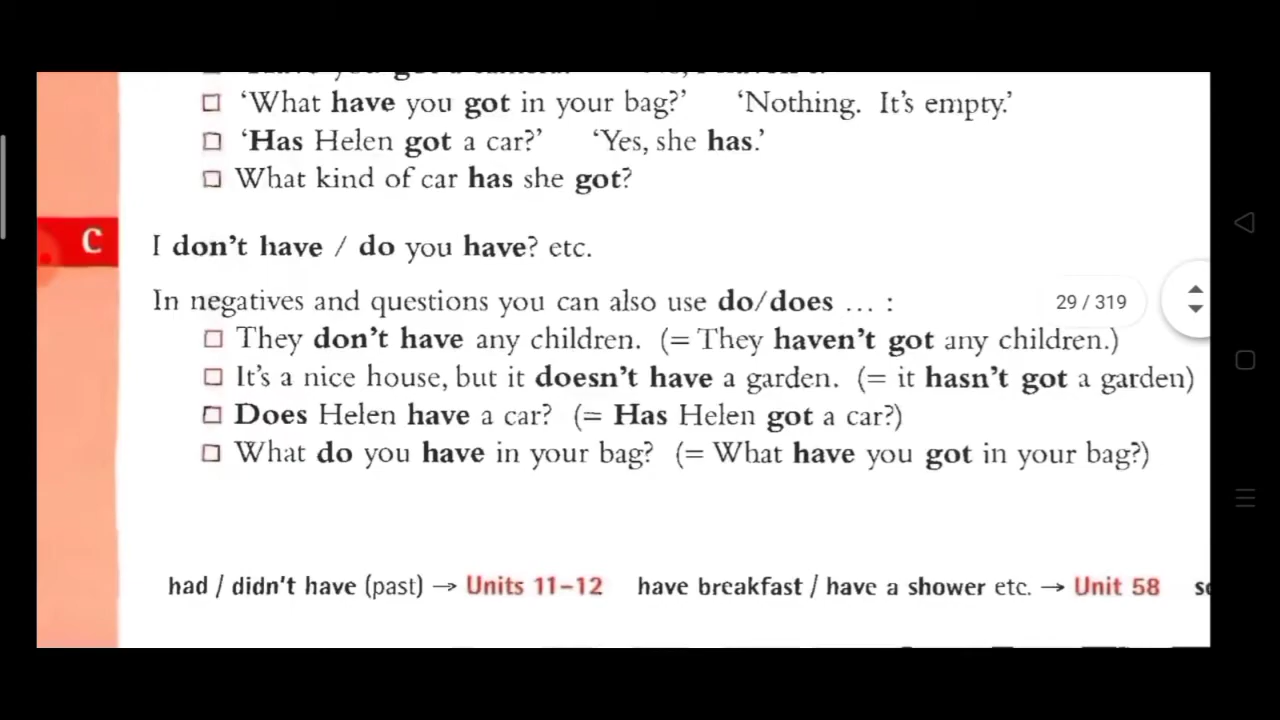 ‘What have you got in your bag?’ ‘Nothing. It’s empty.’
‘Has Helen got a car?’ ‘Yes, she has.’
What kind of car has she got?
C
I don’t have / do you have? etc.
In negatives and questions you can also use do/does … :
29 / 319
They don’t have any children. (= They haven’t got any children.)
It’s a nice house, but it doesn’t have a garden. (= it hasn’t got a garden)
Does Helen have a car? (= Has Helen got a car?)
What do you have in your bag? (= What have you got in your bag?)
had / didn't have (past) → Units 11–12 have breakfast / have a shower etc. → Unit 58